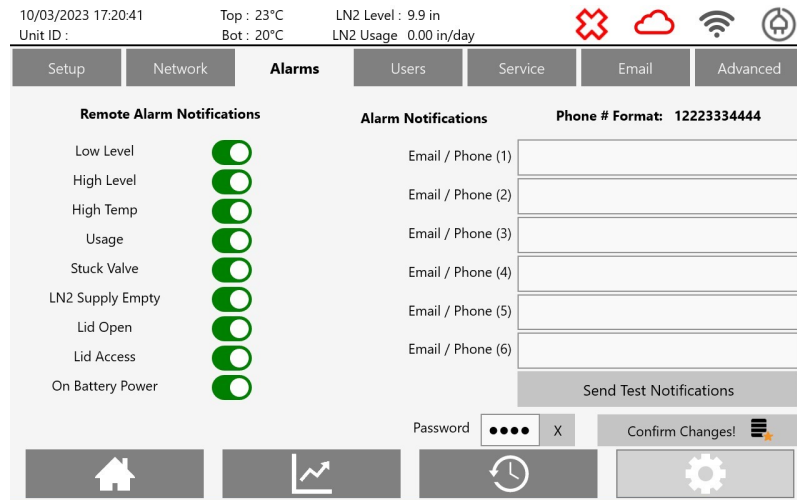 10/03/2023 17:20:41 Top : 23°C LN2 Level : 9.9 in
Unit ID : Bot : 20°C LN2 Usage 0.00 in/day
Setup Network Alarms Users Service Email Advanced
Remote Alarm Notifications Alarm Notifications Phone # Format: 12223334444
Low Level Email / Phone (1)
High Level
High Temp Email / Phone (2)
Usage Email / Phone (3)
Stuck Valve Email / Phone (4)
LN2 Supply Empty
Lid Open Email / Phone (5)
Lid Access Email / Phone (6)
On Battery Power Send Test Notifications
Password ●●●● X Confirm Changes!